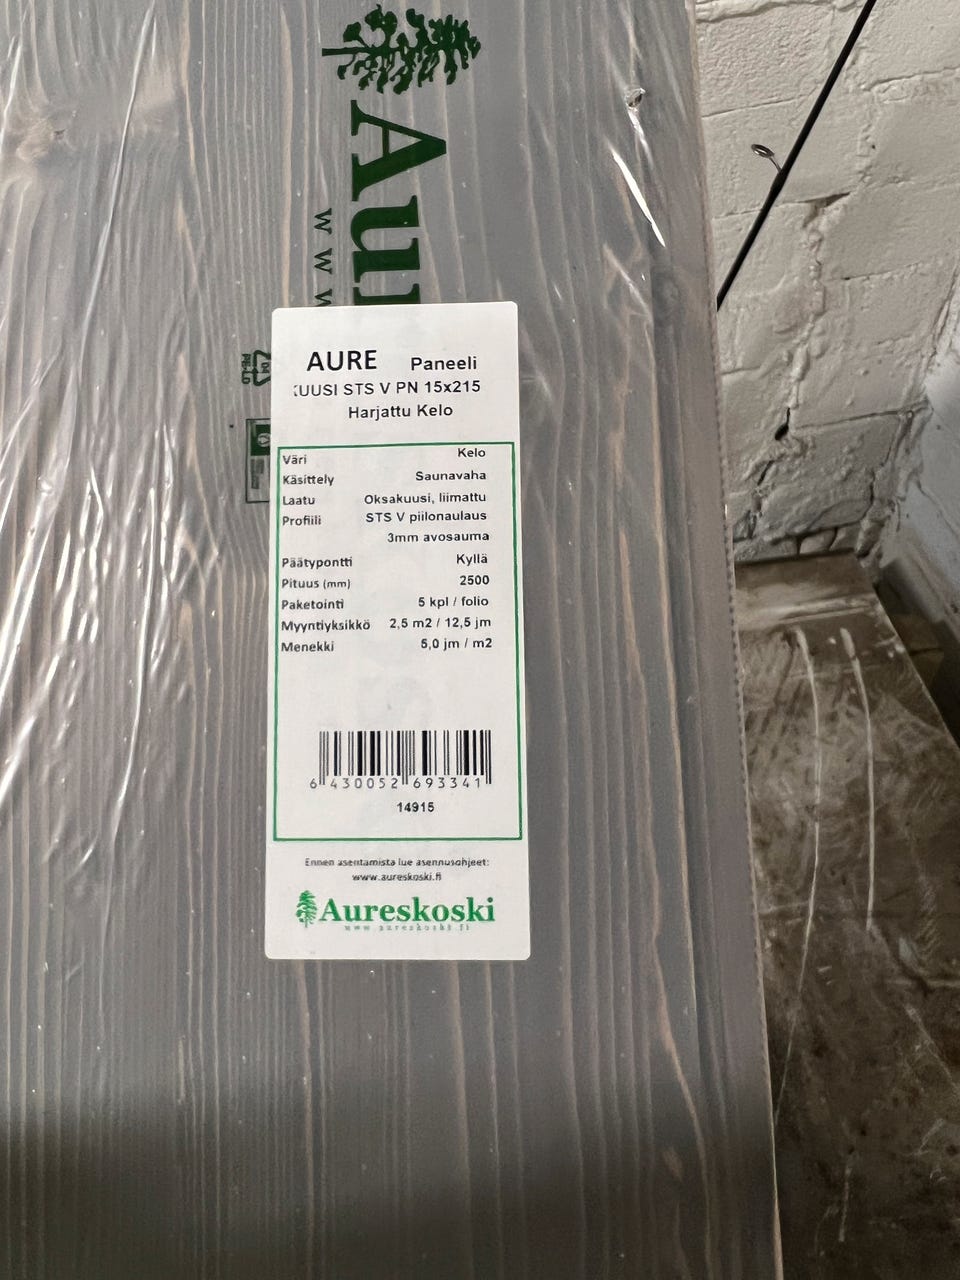 Au
www
PE-LD
AURE Paneeli
KUUSI STS V PN 15x215
Harjattu Kelo
Väri Kelo
Käsittely Saunavaha
Laatu Oksakuusi, liimattu
Profiili STS V piilonaulaus
3mm avosauma
Päätypontti Kyllä
Pituus (mm) 2500
Paketointi 5 kpl / folio
Myyntiyksikkö 2,5 m2 / 12,5 jm
Menekki 5,0 jm / m2
6 430052 693341
14915
Ennen asentamista lue asennusohjeet:
www.aureskoski.fi
Aureskoski
www.aureskoski.fi